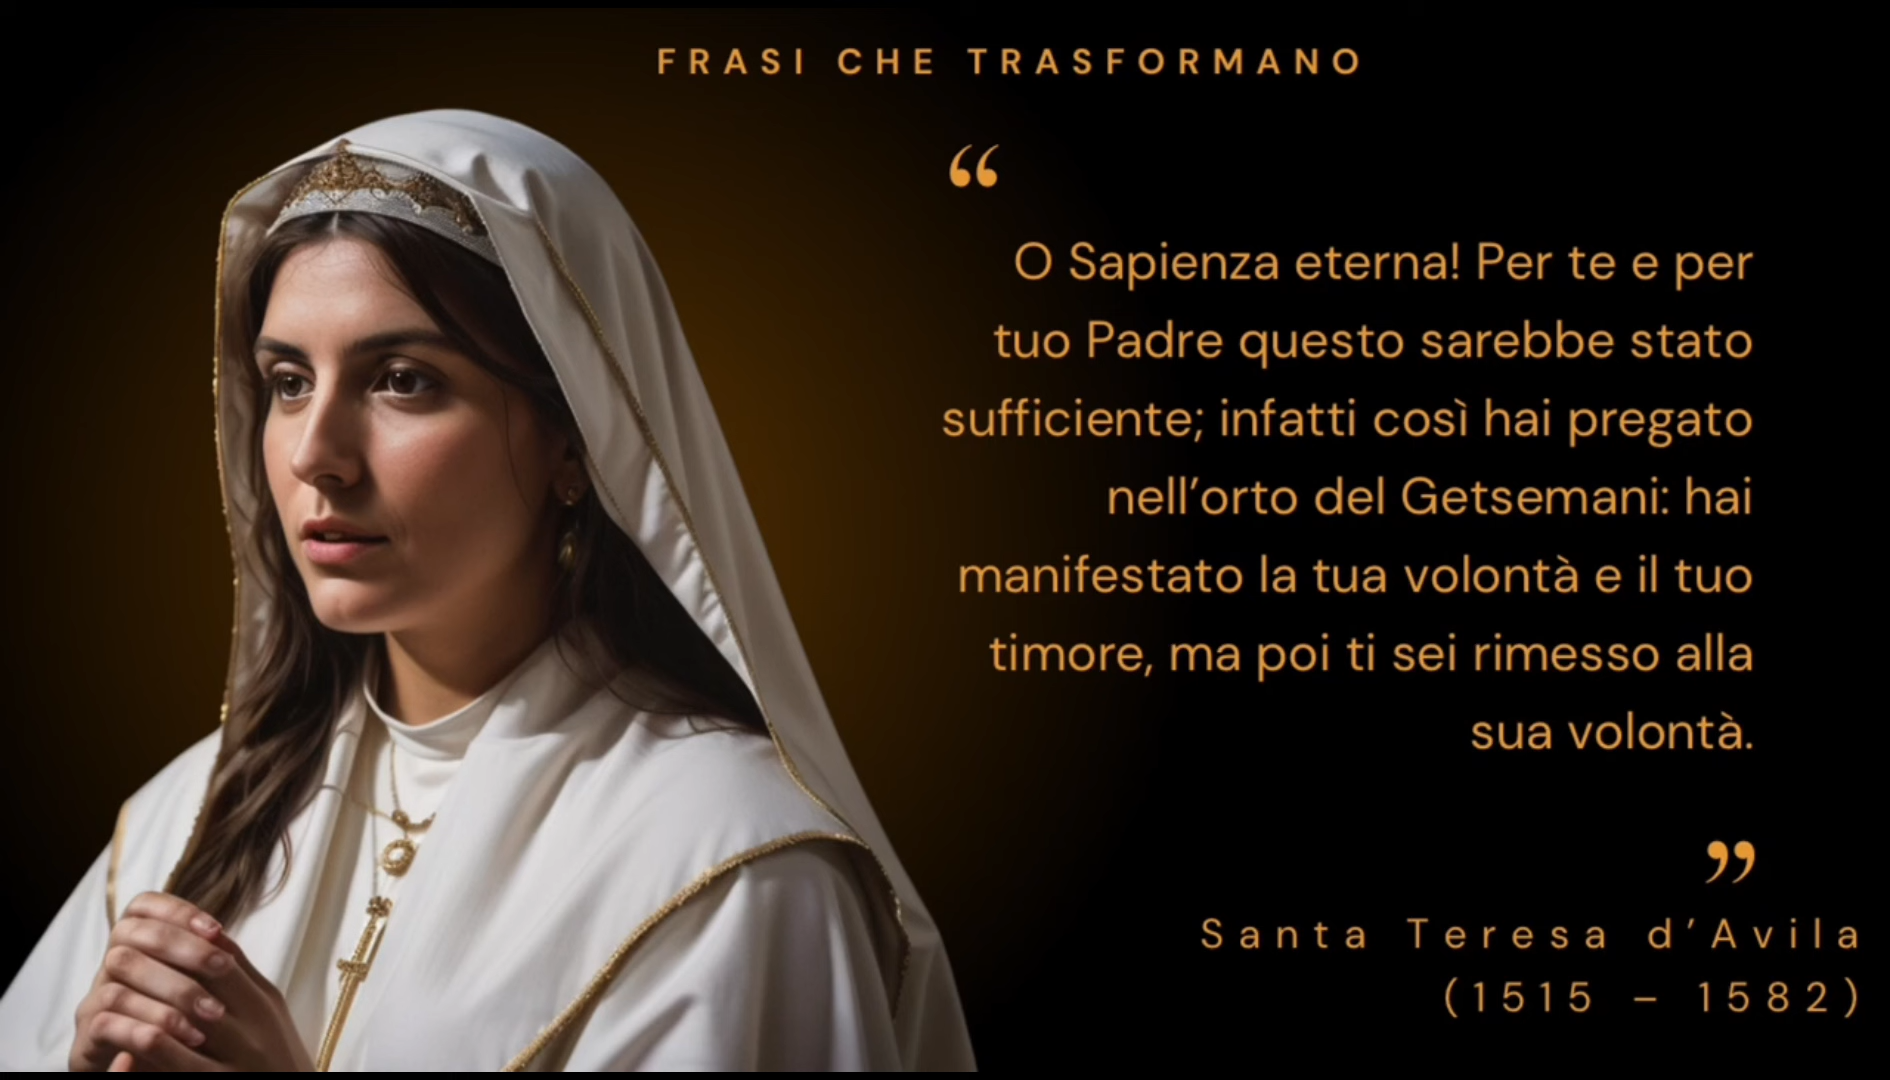 FRASI CHE TRASFORMANO
“
O Sapienza eterna! Per te e per
tuo Padre questo sarebbe stato
sufficiente; infatti così hai pregato
nell’orto del Getsemani: hai
manifestato la tua volontà e il tuo
timore, ma poi ti sei rimesso alla
sua volontà.
”
Santa Teresa d’Avila
(1515 – 1582)